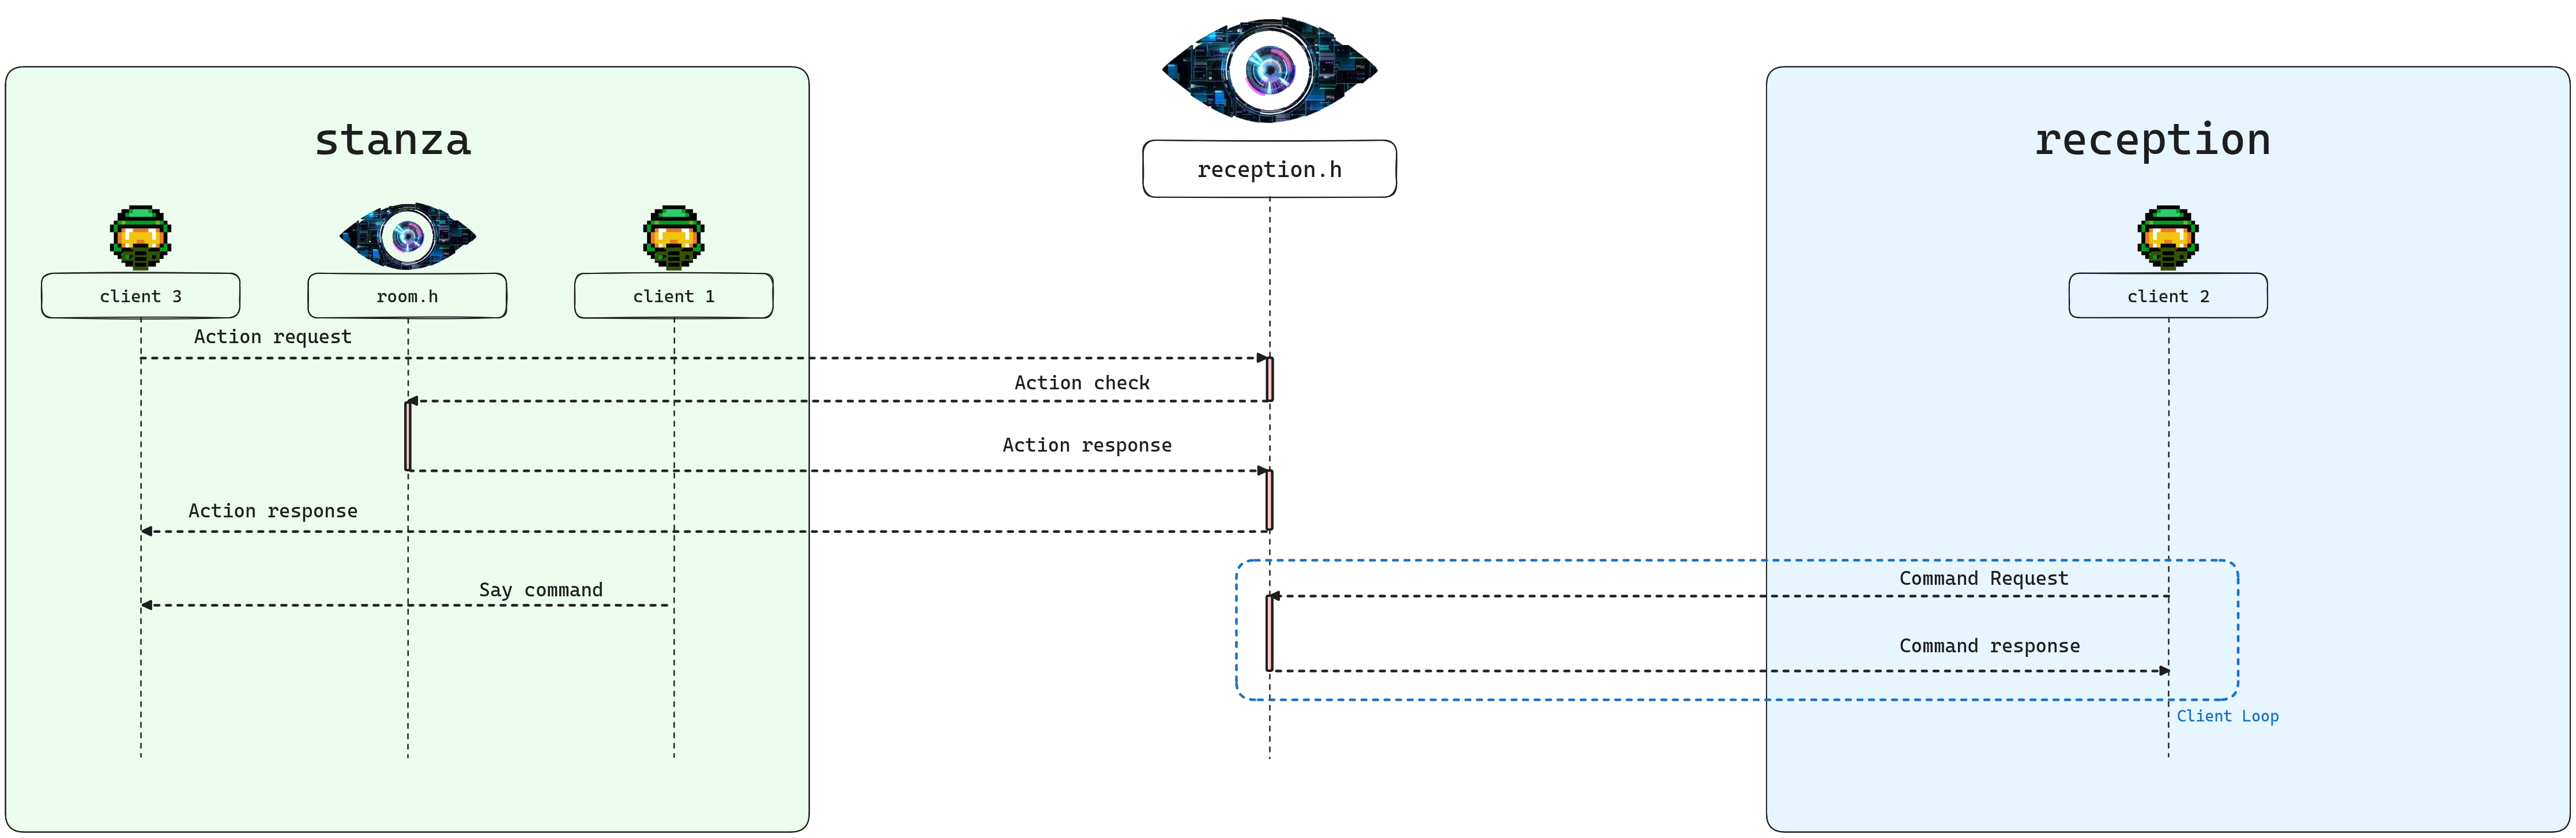 stanza
reception.h
reception
client 3
room.h
client 1
client 2
Action request
Action check
Action response
Action response
Say command
Command Request
Command response
Client Loop